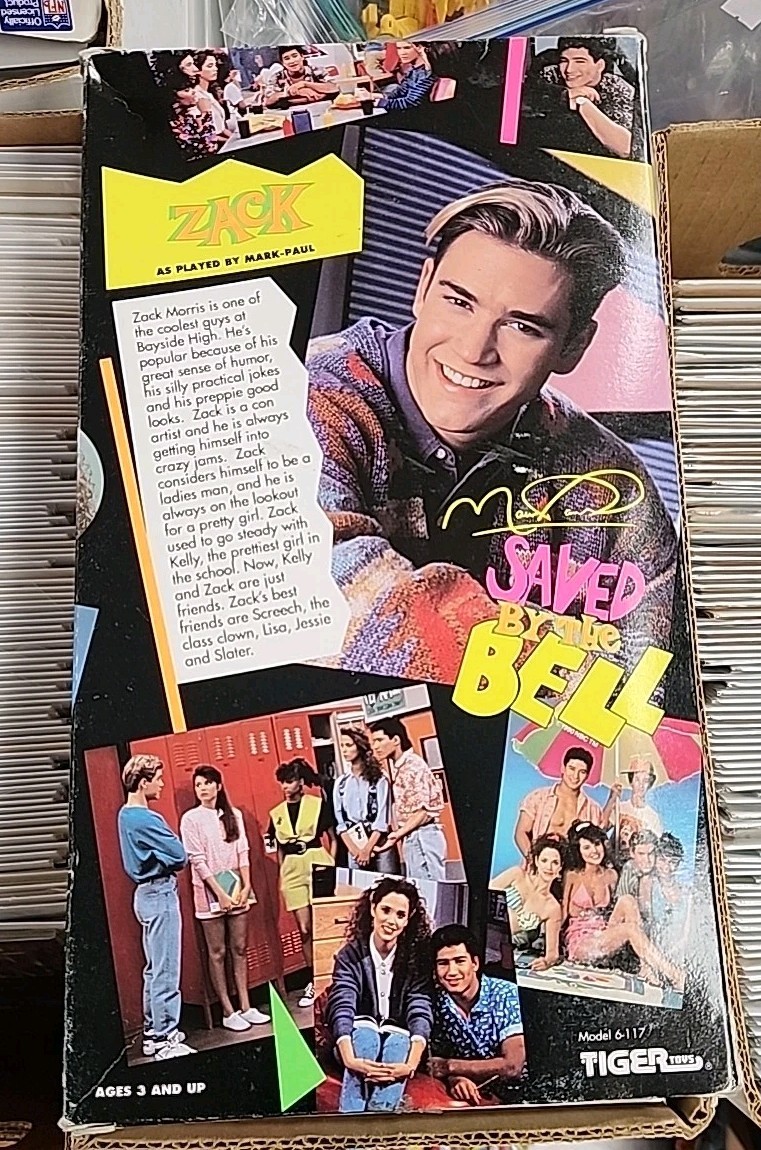 Officially
Licensed
Product
NFL
ZACK
AS PLAYED BY MARK-PAUL
Zack Morris is one of
the coolest guys at
Bayside High. He's
popular because of his
great sense of humor,
his silly practical jokes
and his preppie good
looks. Zack is a con
artist and he is always
getting himself into
crazy jams. Zack
considers himself to be a
ladies man, and he is
always on the lookout
for a pretty girl. Zack
used to go steady with
Kelly, the prettiest girl in
the school. Now, Kelly
and Zack are just
friends. Zack's best
friends are Screech, the
class clown, Lisa, Jessie
and Slater.
SAVED
BY THE
BELL
Model 6-117
TIGER TOYS®
AGES 3 AND UP